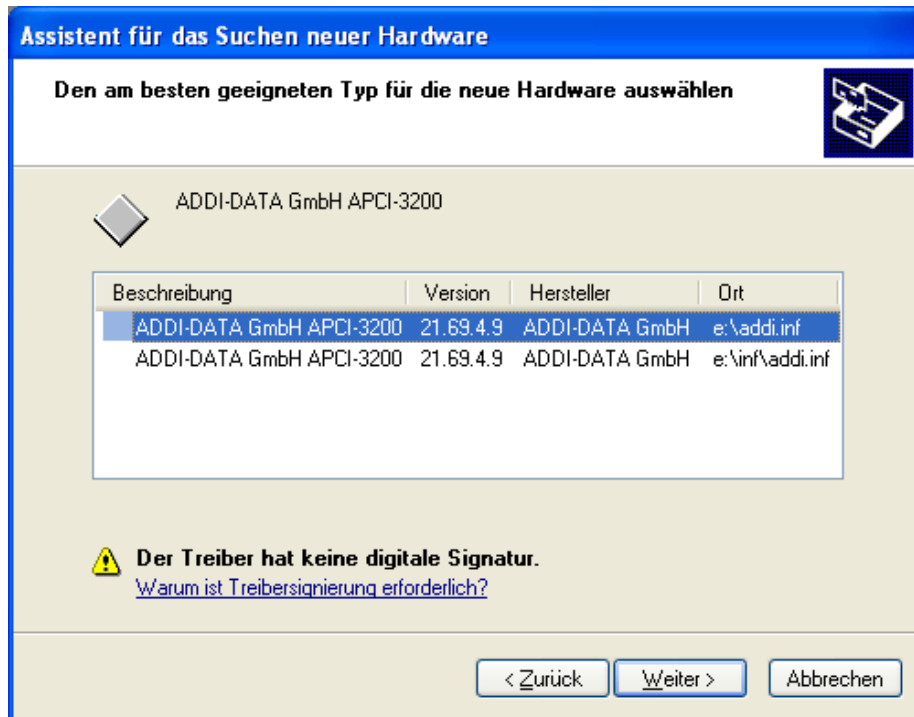 Assistent für das Suchen neuer Hardware
Den am besten geeigneten Typ für die neue Hardware auswählen
ADDI-DATA GmbH APCI-3200
Beschreibung Version Hersteller Ort
ADDI-DATA GmbH APCI-3200 21.69.4.9 ADDI-DATA GmbH e:\addi.inf
ADDI-DATA GmbH APCI-3200 21.69.4.9 ADDI-DATA GmbH e:\inf\addi.inf
Der Treiber hat keine digitale Signatur.
Warum ist Treibersignierung erforderlich?
< Zurück Weiter > Abbrechen